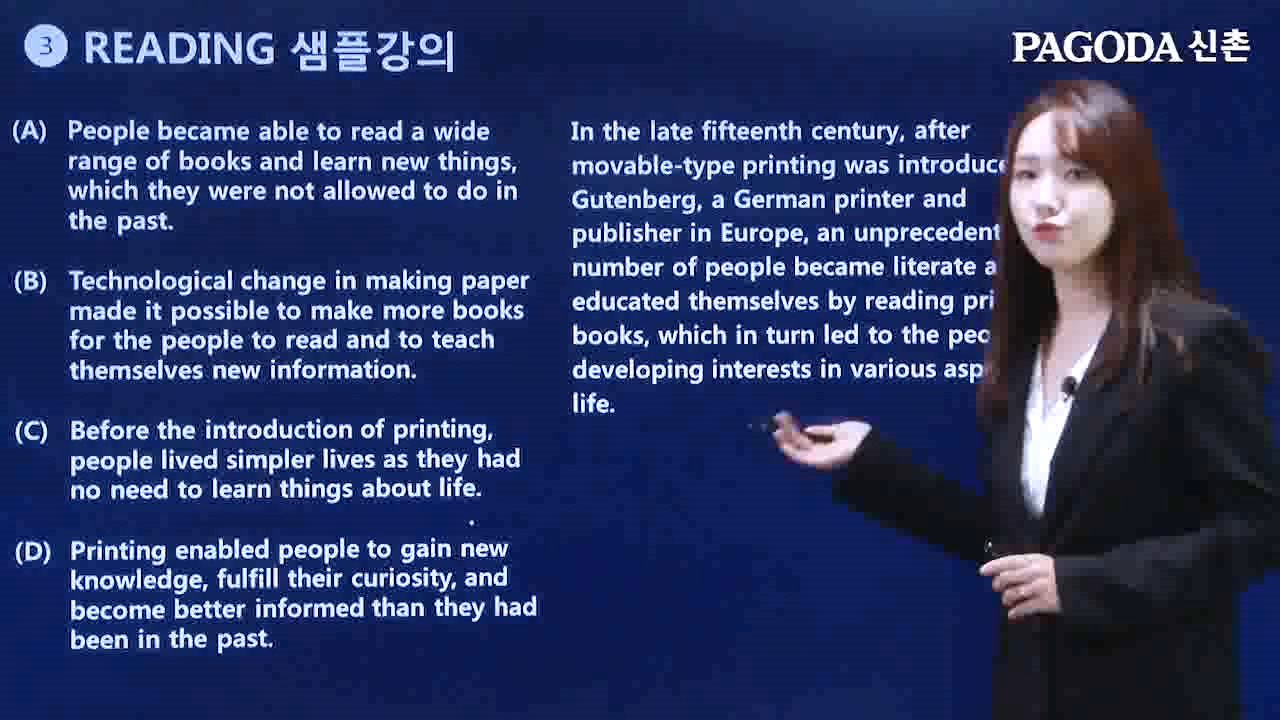 3 READING 샘플강의
PAGODA 신촌
(A) People became able to read a wide
range of books and learn new things,
which they were not allowed to do in
the past.
(B) Technological change in making paper
made it possible to make more books
for the people to read and to teach
themselves new information.
(C) Before the introduction of printing,
people lived simpler lives as they had
no need to learn things about life.
(D) Printing enabled people to gain new
knowledge, fulfill their curiosity, and
become better informed than they had
been in the past.
In the late fifteenth century, after
movable-type printing was
Gutenberg, a German printer and
publisher in Europe, an
number of people became literate
educated themselves by reading
books, which in turn led to the
developing interests in various
life.